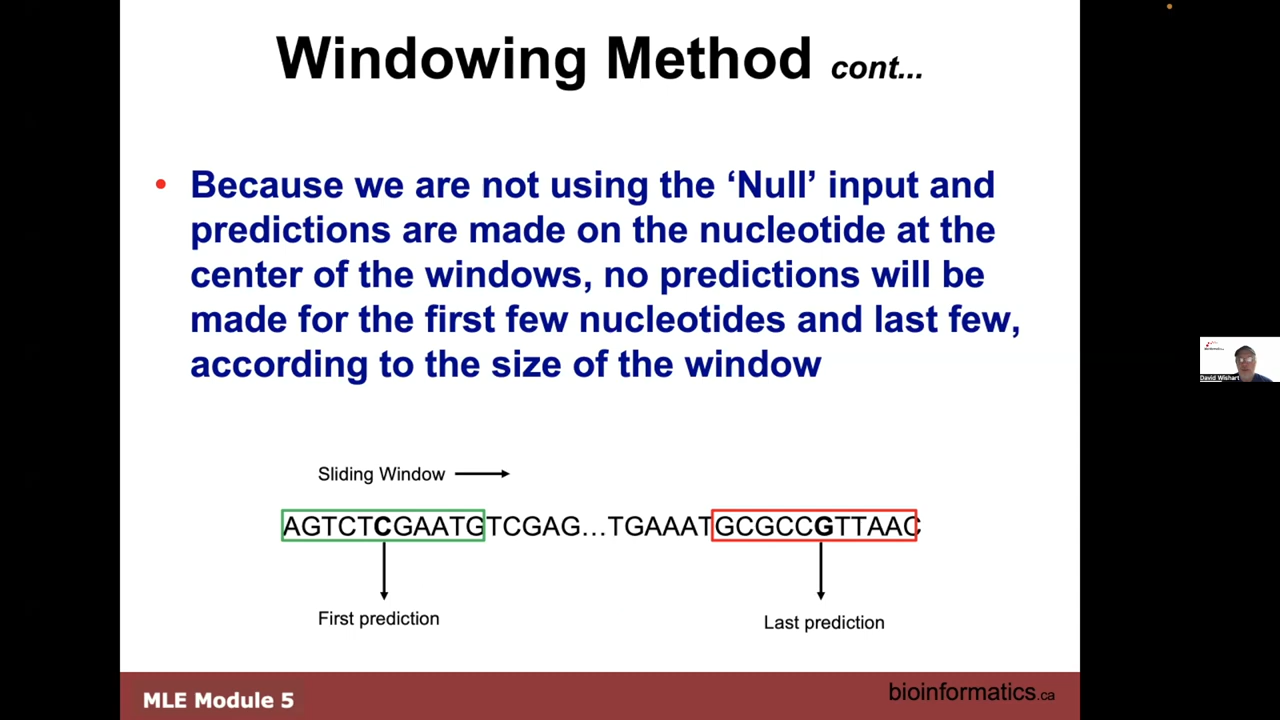 Windowing Method cont...
• Because we are not using the ‘Null’ input and
predictions are made on the nucleotide at the
center of the windows, no predictions will be
made for the first few nucleotides and last few,
according to the size of the window
David Wishart
Sliding Window
AGTCTCGAATGTCGAG...TGAAATGCGCCGTTAAC
First prediction
Last prediction
MLE Module 5
bioinformatics.ca